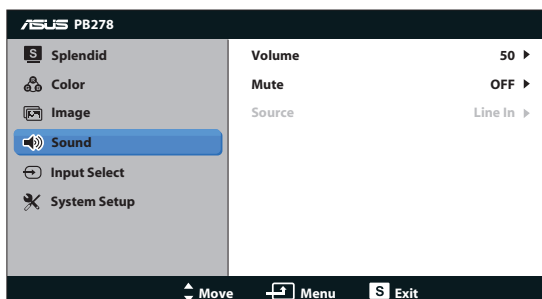 ASUS PB278
S Splendid
Color
Image
Sound
Input Select
System Setup
Volume 50
Mute OFF
Source Line In
Move Menu S Exit